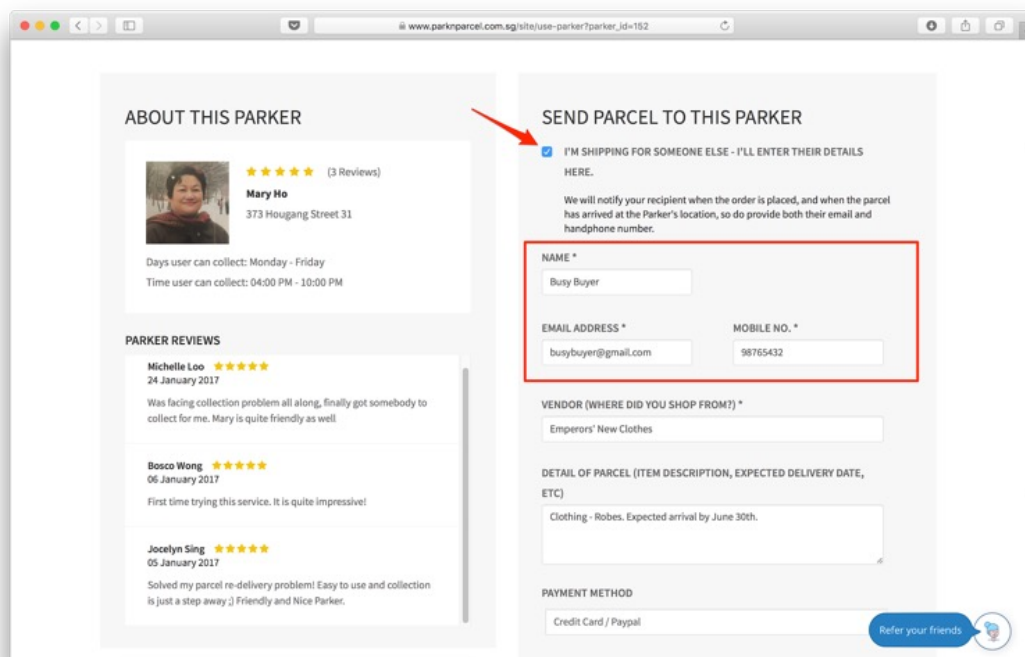 www.parknparcel.com.sg/site/use-parker?parker_id=152
ABOUT THIS PARKER
(3 Reviews)
Mary Ho
373 Hougang Street 31
Days user can collect: Monday - Friday
Time user can collect: 04:00 PM - 10:00 PM
PARKER REVIEWS
Michelle Loo
24 January 2017
Was facing collection problem all along, finally got somebody to
collect for me. Mary is quite friendly as well
Bosco Wong
06 January 2017
First time trying this service. It is quite impressive!
Jocelyn Sing
05 January 2017
Solved my parcel re-delivery problem! Easy to use and collection
is just a step away ;) Friendly and Nice Parker.
SEND PARCEL TO THIS PARKER
I'M SHIPPING FOR SOMEONE ELSE - I'LL ENTER THEIR DETAILS
HERE.
We will notify your recipient when the order is placed, and when the parcel
has arrived at the Parker's location, so do provide both their email and
handphone number.
NAME *
Busy Buyer
EMAIL ADDRESS *
MOBILE NO. *
busybuyer@gmail.com
98765432
VENDOR (WHERE DID YOU SHOP FROM?) *
Emperors' New Clothes
DETAIL OF PARCEL (ITEM DESCRIPTION, EXPECTED DELIVERY DATE,
ETC)
Clothing - Robes. Expected arrival by June 30th.
PAYMENT METHOD
Credit Card / Paypal
Refer your friends